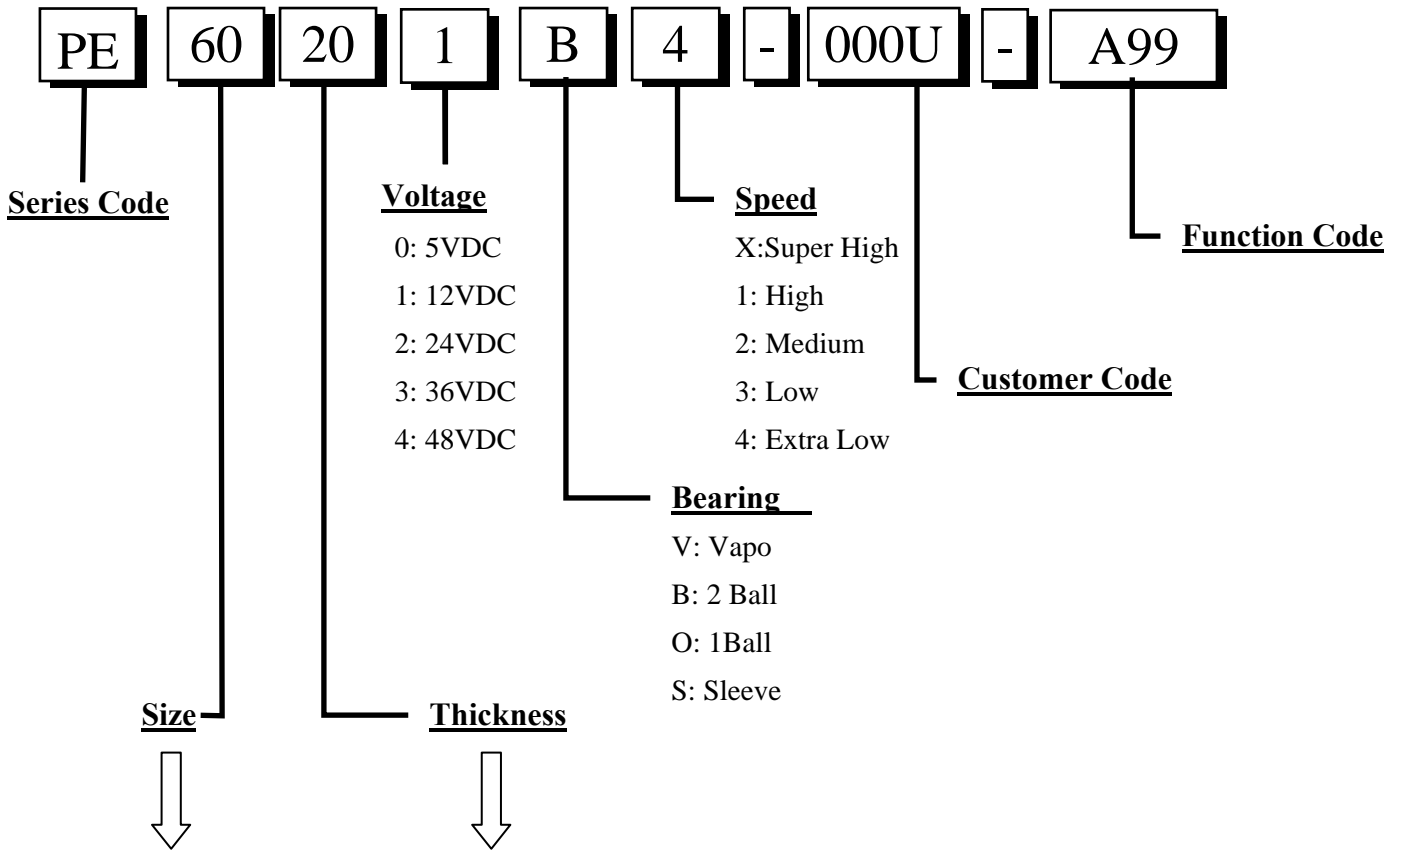 PE 60 20 1 B 4 - 000U - A99
Series Code
Voltage
0: 5VDC
1: 12VDC
2: 24VDC
3: 36VDC
4: 48VDC
Speed
X:Super High
1: High
2: Medium
3: Low
4: Extra Low
Function Code
Customer Code
Bearing
V: Vapo
B: 2 Ball
O: 1Ball
S: Sleeve
Size
Thickness